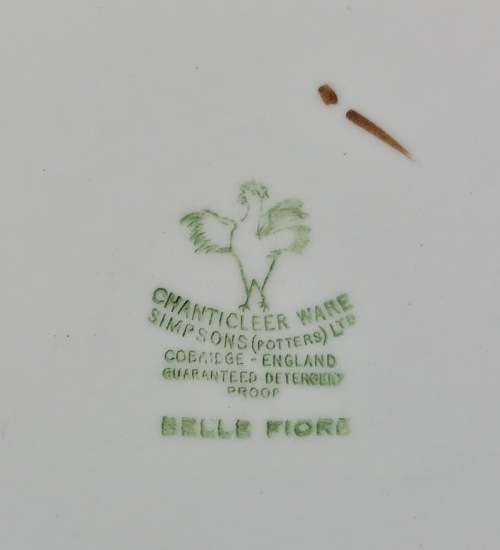 CHANTICLEER WARE
SIMPSONS (POTTERS) LTD
COBRIDGE - ENGLAND
GUARANTEED DETERGENT
PROOF
BELLE FIORE